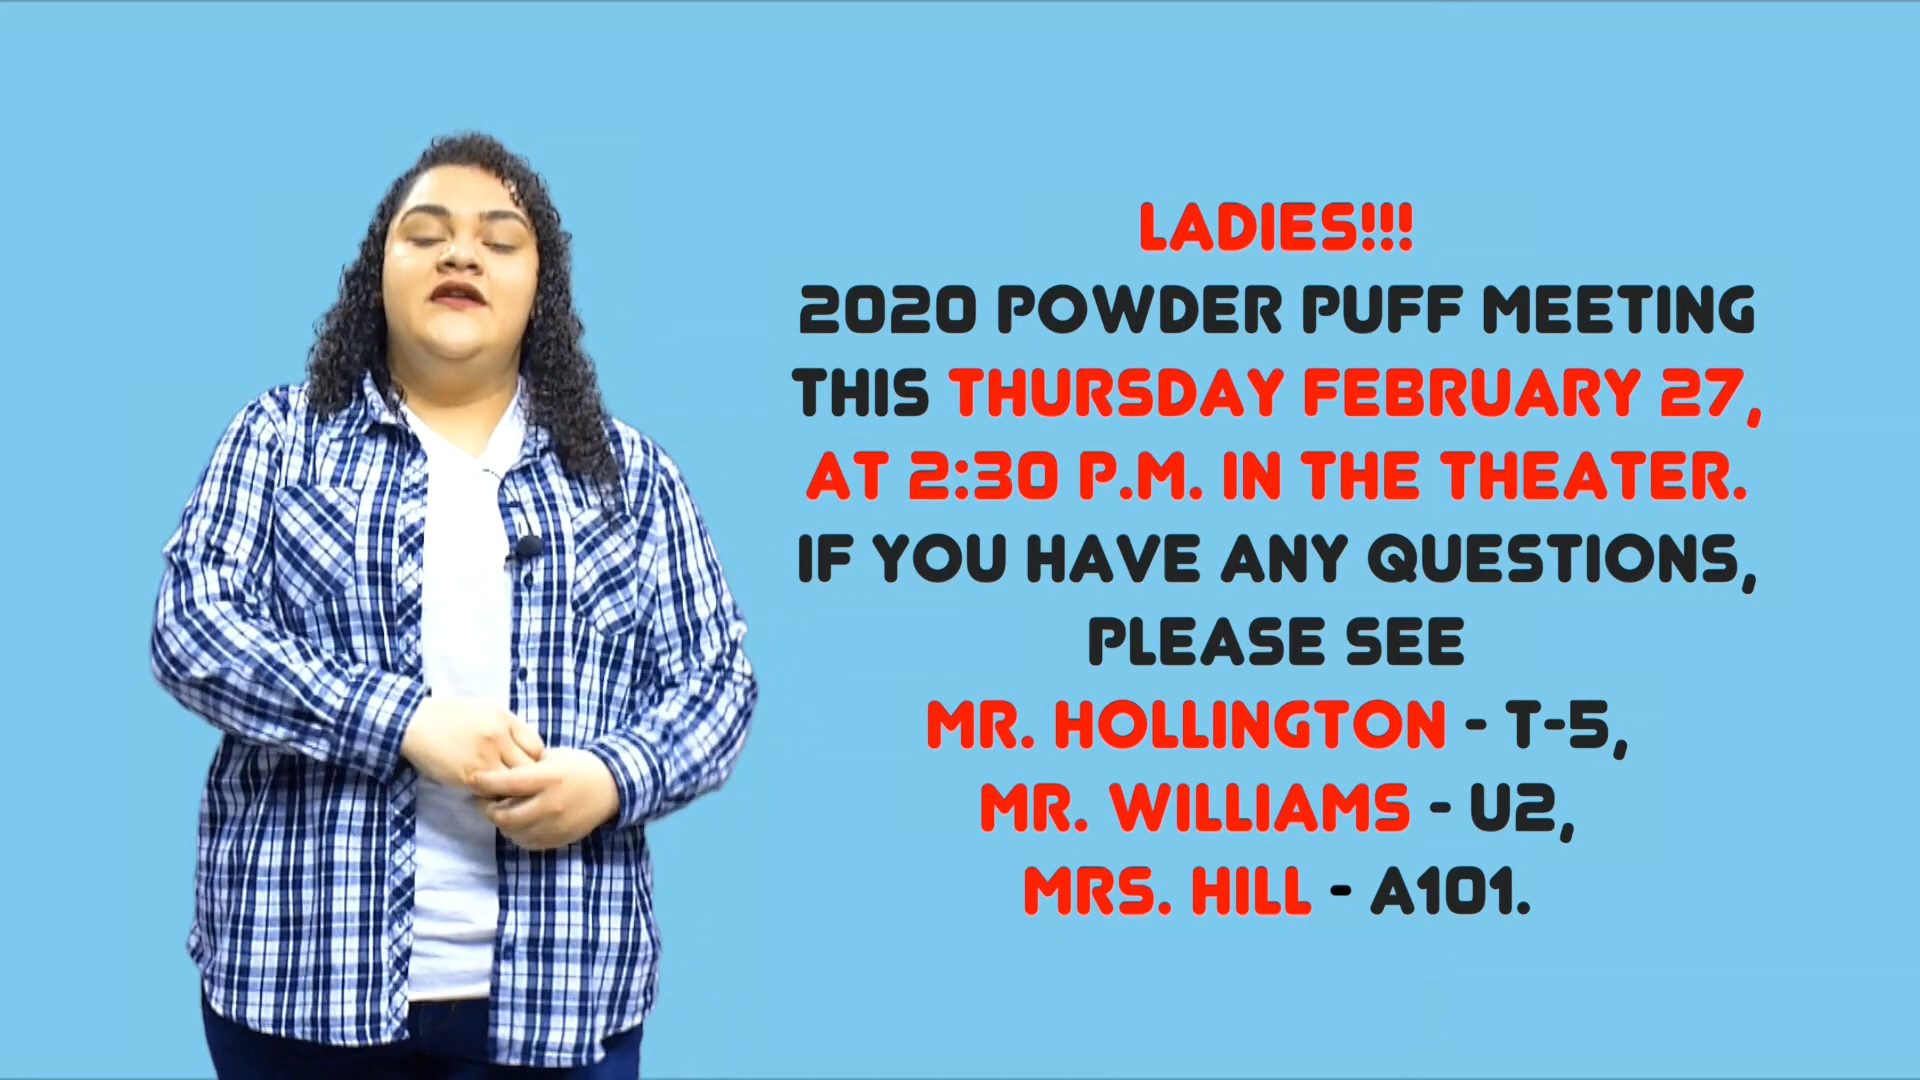 LADIES!!!
2020 POWDER PUFF MEETING
THIS THURSDAY FEBRUARY 27,
AT 2:30 P.M. IN THE THEATER.
IF YOU HAVE ANY QUESTIONS,
PLEASE SEE
MR. HOLLINGTON - T-5,
MR. WILLIAMS - U2,
MRS. HILL - A101.